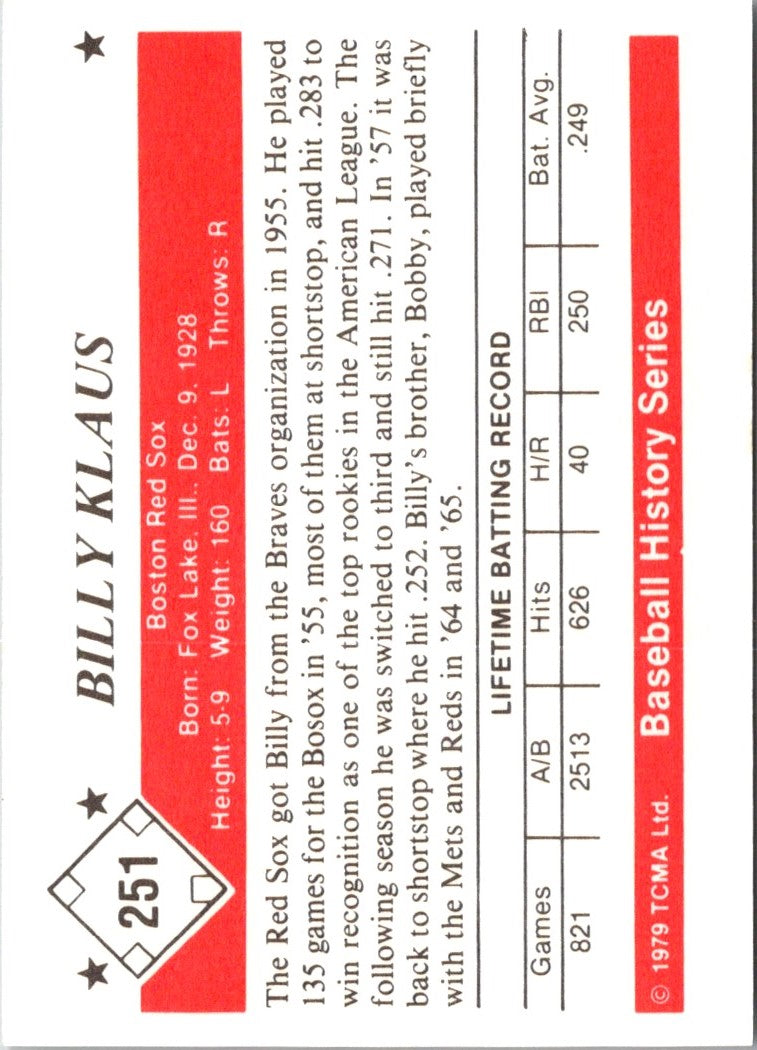 251
BILLY KLAUS
Boston Red Sox
Born: Fox Lake, Ill., Dec. 9, 1928
Height: 5-9 Weight: 160 Bats: L Throws: R
The Red Sox got Billy from the Braves organization in 1955. He played
135 games for the Bosox in '55, most of them at shortstop, and hit .283 to
win recognition as one of the top rookies in the American League. The
following season he was switched to third and still hit .271. In '57 it was
back to shortstop where he hit .252. Billy's brother, Bobby, played briefly
with the Mets and Reds in '64 and '65.
LIFETIME BATTING RECORD
Games A/B Hits H/R RBI Bat. Avg.
821 2513 626 40 250 .249
© 1979 TCMA Ltd. Baseball History Series